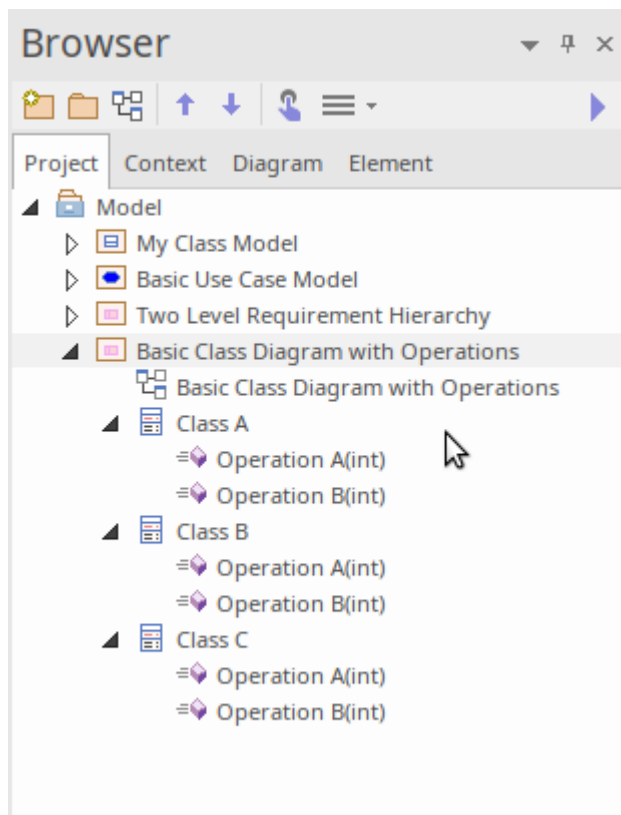 Browser
Project Context Diagram Element
Model
My Class Model
Basic Use Case Model
Two Level Requirement Hierarchy
Basic Class Diagram with Operations
Basic Class Diagram with Operations
Class A
Operation A(int)
Operation B(int)
Class B
Operation A(int)
Operation B(int)
Class C
Operation A(int)
Operation B(int)